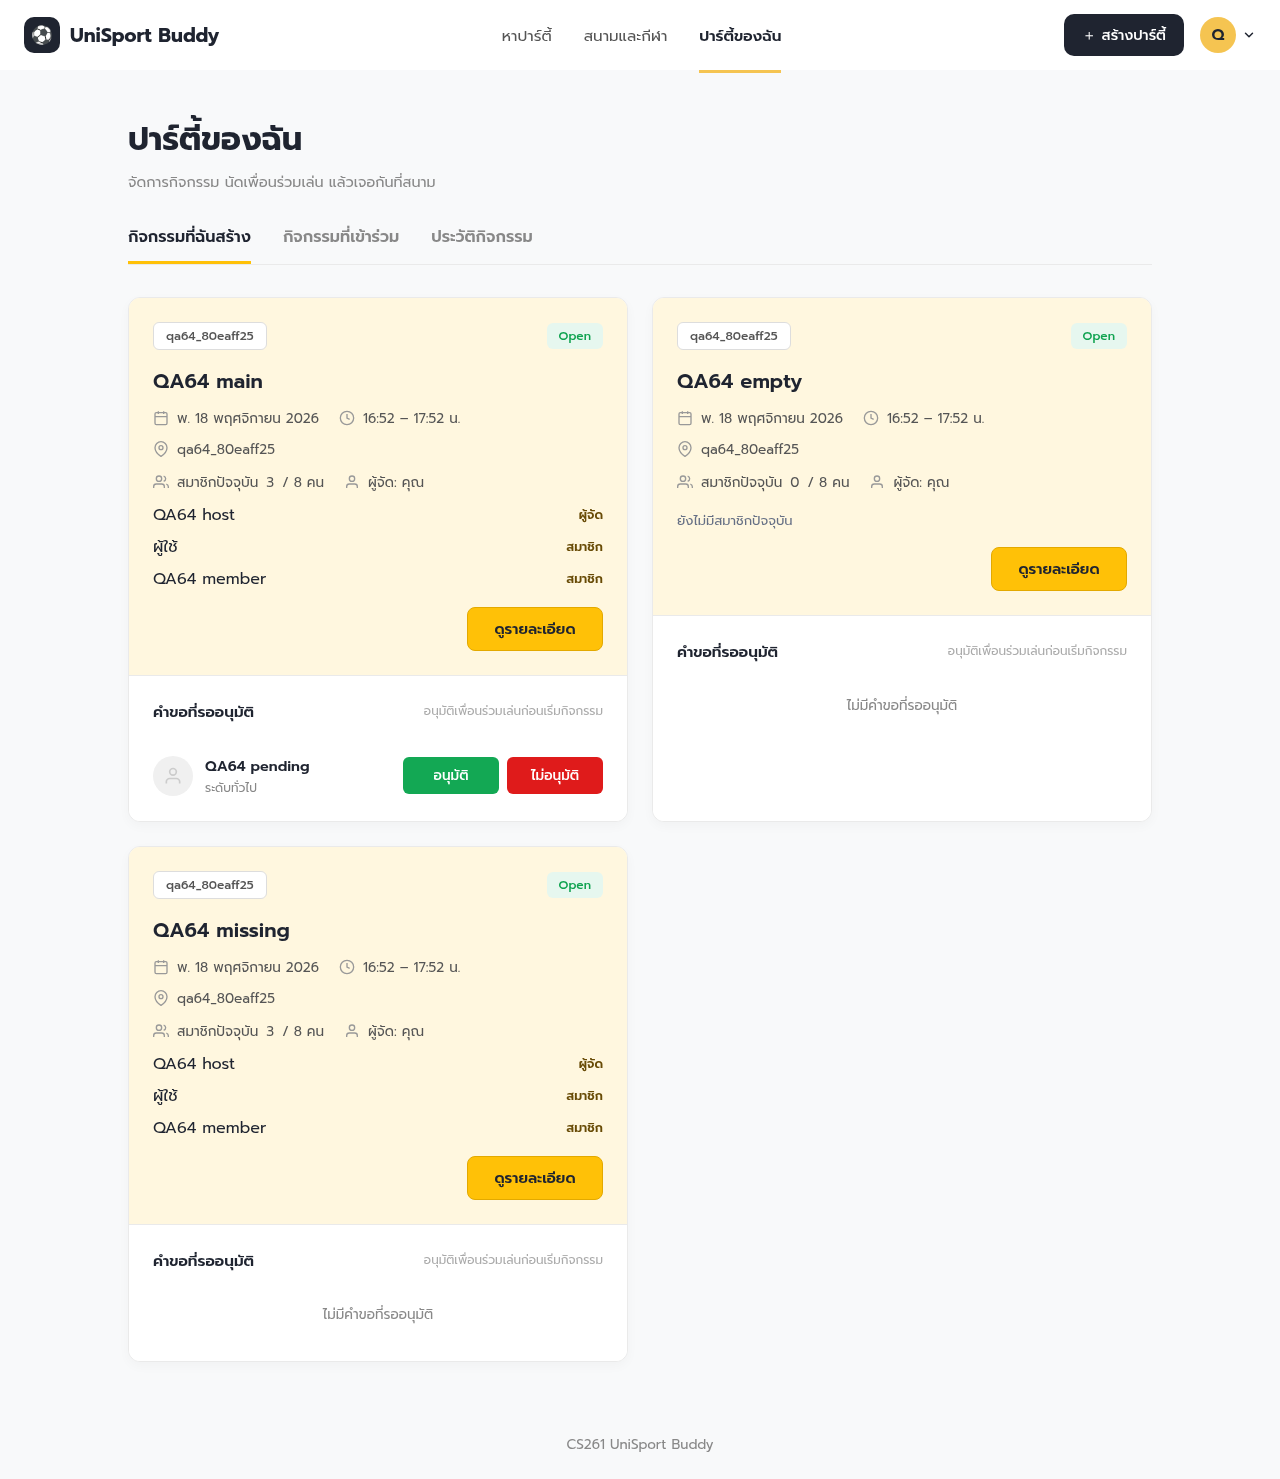 UniSport Buddy
หาปาร์ตี้
สนามและกีฬา
ปาร์ตี้ของฉัน
+ สร้างปาร์ตี้
Q
ปาร์ตี้ของฉัน
จัดการกิจกรรม นัดเพื่อนร่วมเล่น แล้วเจอกันที่สนาม
กิจกรรมที่ฉันสร้าง
กิจกรรมที่เข้าร่วม
ประวัติกิจกรรม
qa64_80eaff25
Open
QA64 main
พ. 18 พฤศจิกายน 2026
16:52 – 17:52 น.
qa64_80eaff25
สมาชิกปัจจุบัน 3 / 8 คน
ผู้จัด: คุณ
QA64 host
ผู้จัด
ผู้ใช้
สมาชิก
QA64 member
สมาชิก
ดูรายละเอียด
คำขอที่รออนุมัติ
อนุมัติเพื่อนร่วมเล่นก่อนเริ่มกิจกรรม
QA64 pending
ระดับทั่วไป
อนุมัติ
ไม่อนุมัติ
qa64_80eaff25
Open
QA64 empty
พ. 18 พฤศจิกายน 2026
16:52 – 17:52 น.
qa64_80eaff25
สมาชิกปัจจุบัน 0 / 8 คน
ผู้จัด: คุณ
ยังไม่มีสมาชิกปัจจุบัน
ดูรายละเอียด
คำขอที่รออนุมัติ
อนุมัติเพื่อนร่วมเล่นก่อนเริ่มกิจกรรม
ไม่มีคำขอที่รออนุมัติ
qa64_80eaff25
Open
QA64 missing
พ. 18 พฤศจิกายน 2026
16:52 – 17:52 น.
qa64_80eaff25
สมาชิกปัจจุบัน 3 / 8 คน
ผู้จัด: คุณ
QA64 host
ผู้จัด
ผู้ใช้
สมาชิก
QA64 member
สมาชิก
ดูรายละเอียด
คำขอที่รออนุมัติ
อนุมัติเพื่อนร่วมเล่นก่อนเริ่มกิจกรรม
ไม่มีคำขอที่รออนุมัติ
CS261 UniSport Buddy